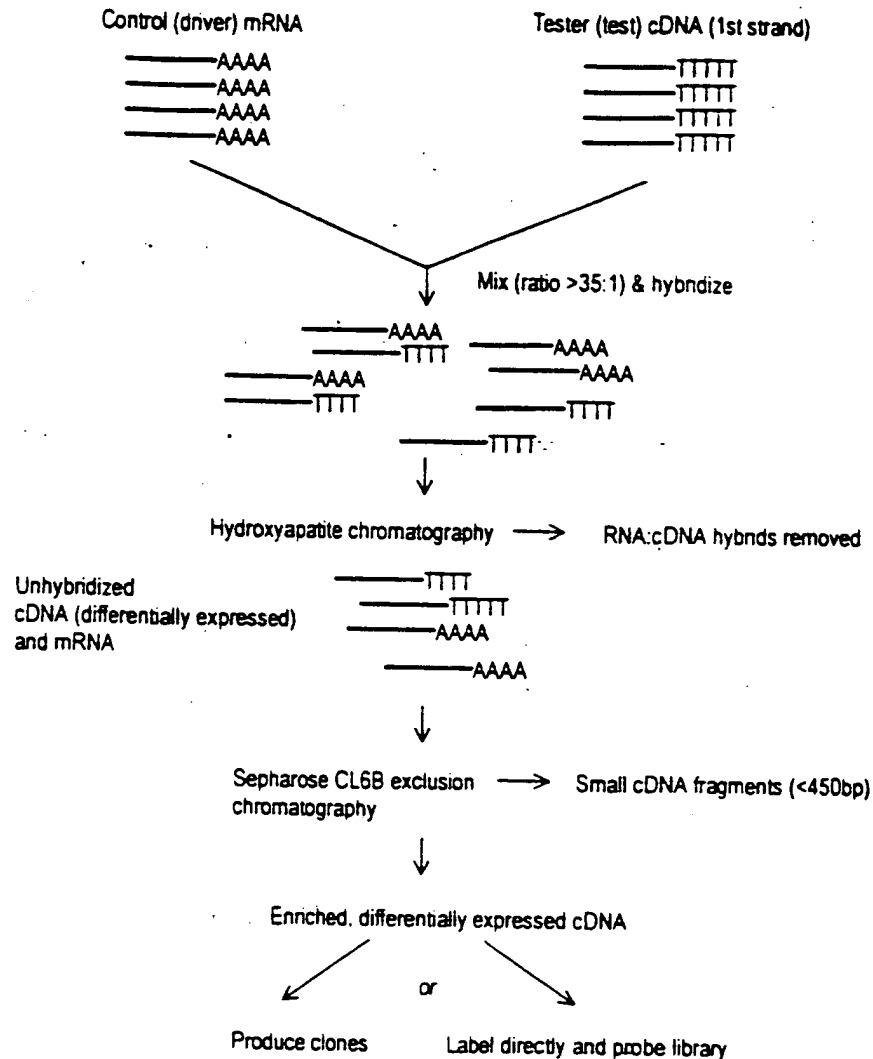 Control (driver) mRNA
Tester (test) cDNA (1st strand)
AAAA
AAAA
AAAA
AAAA
TTTTT
TTTTT
TTTTT
TTTTT
Mix (ratio >35:1) & hybridize
AAAA
TTTT
AAAA
AAAA
AAAA
TTTT
TTTT
TTTT
Hydroxyapatite chromatography
RNA:cDNA hybrids removed
Unhybridized
cDNA (differentially expressed)
and mRNA
TTTT
TTTTT
AAAA
AAAA
Sepharose CL6B exclusion
chromatography
Small cDNA fragments (<450bp)
Enriched, differentially expressed cDNA
or
Produce clones
Label directly and probe library